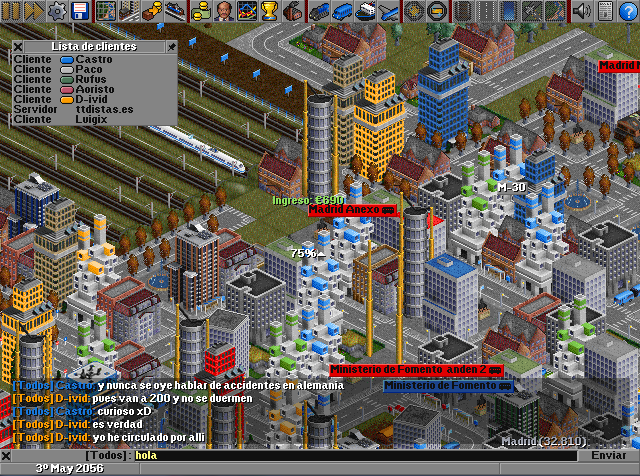 Lista de clientes
Cliente Castro
Cliente Paco
Cliente Rufus
Cliente Aoristo
Cliente D-ivid
Servidor ttdistas.es
Cliente Luigix
Madrid N
M-30
Ingreso: €690
Madrid Anexo
75%
Ministerio de Fomento anden 2
Ministerio de Fomento
[Todos] Castro: y nunca se oye hablar de accidentes en alemania
[Todos] D-ivid: pues van a 200 y no se duermen
[Todos] Castro: curioso xD
[Todos] D-ivid: es verdad
[Todos] D-ivid: yo he circulado por alli
Madrid (32.810)
[Todos]: hola
Enviar
3º May 2056